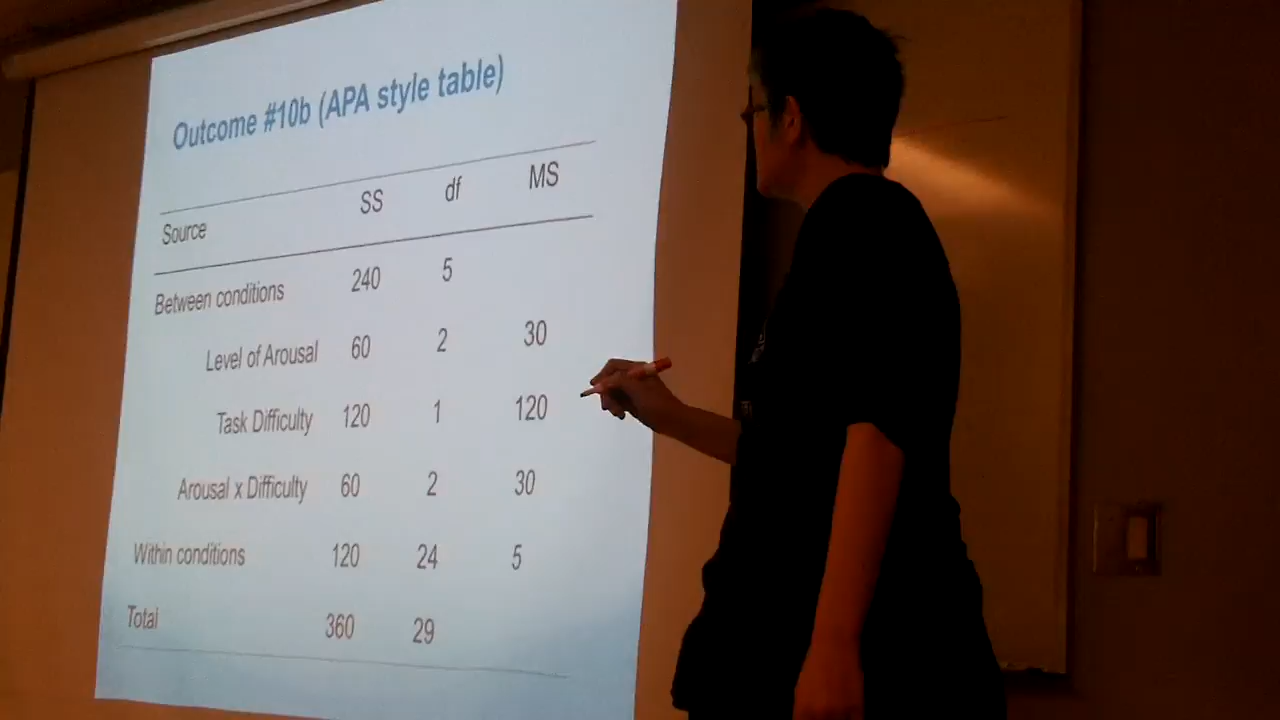 Outcome #10b (APA style table)
Source SS df MS
Between conditions 240 5
Level of Arousal 60 2 30
Task Difficulty 120 1 120
Arousal x Difficulty 60 2 30
Within conditions 120 24 5
Total 360 29